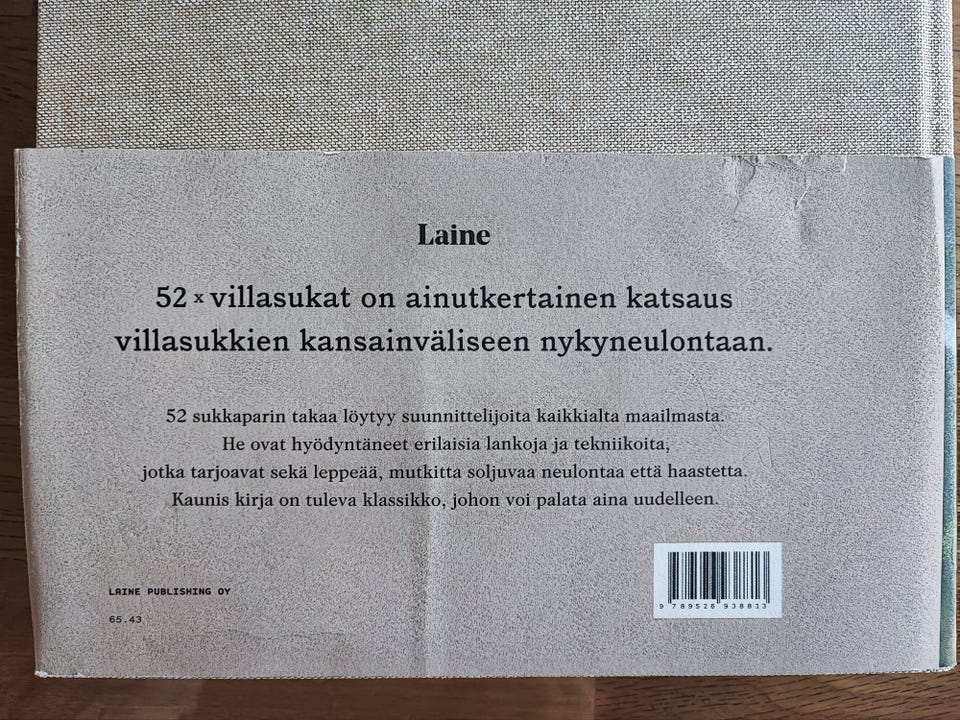 Laine
52 x villasukat on ainutkertainen katsaus
villasukkien kansainväliseen nykyneulontaan.
52 sukkaparin takaa löytyy suunnittelijoita kaikkialta maailmasta.
He ovat hyödyntäneet erilaisia lankoja ja tekniikoita,
jotka tarjoavat sekä leppeää, mutkitta soljuvaa neulontaa että haastetta.
Kaunis kirja on tuleva klassikko, johon voi palata aina uudelleen.
LAINE PUBLISHING OY
65.43
9 789526 938813